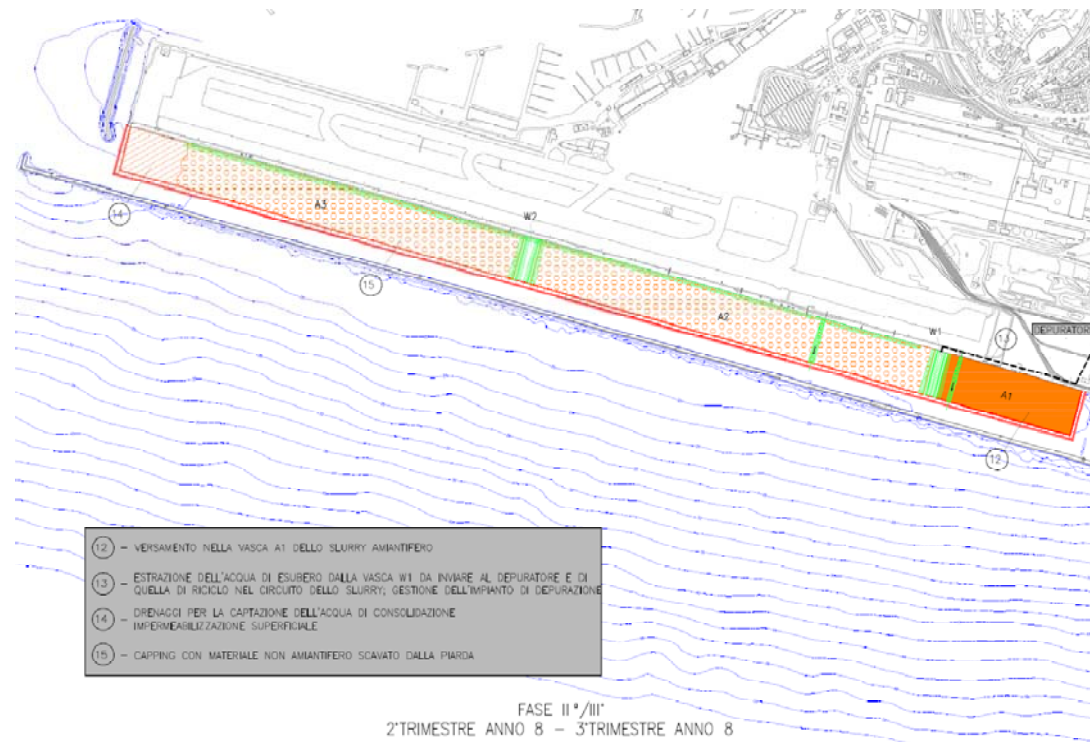 14
A3
W2
15
A2
W1
13
DEPURATOR
A1
12
12 – VERSAMENTO NELLA VASCA A1 DELLO SLURRY AMIANTIFERO
13 – ESTRAZIONE DELL'ACQUA DI ESUBERO DALLA VASCA W1 DA INVIARE AL DEPURATORE E DI
QUELLA DI RICICLO NEL CIRCUITO DELLO SLURRY; GESTIONE DELL'IMPIANTO DI DEPURAZIONE
14 – DRENAGGI PER LA CAPTAZIONE DELL'ACQUA DI CONSOLIDAZIONE
IMPERMEABILIZZAZIONE SUPERFICIALE
15 – CAPPING CON MATERIALE NON AMIANTIFERO SCAVATO DALLA PIARDA
FASE II°/III°
2°TRIMESTRE ANNO 8 – 3°TRIMESTRE ANNO 8